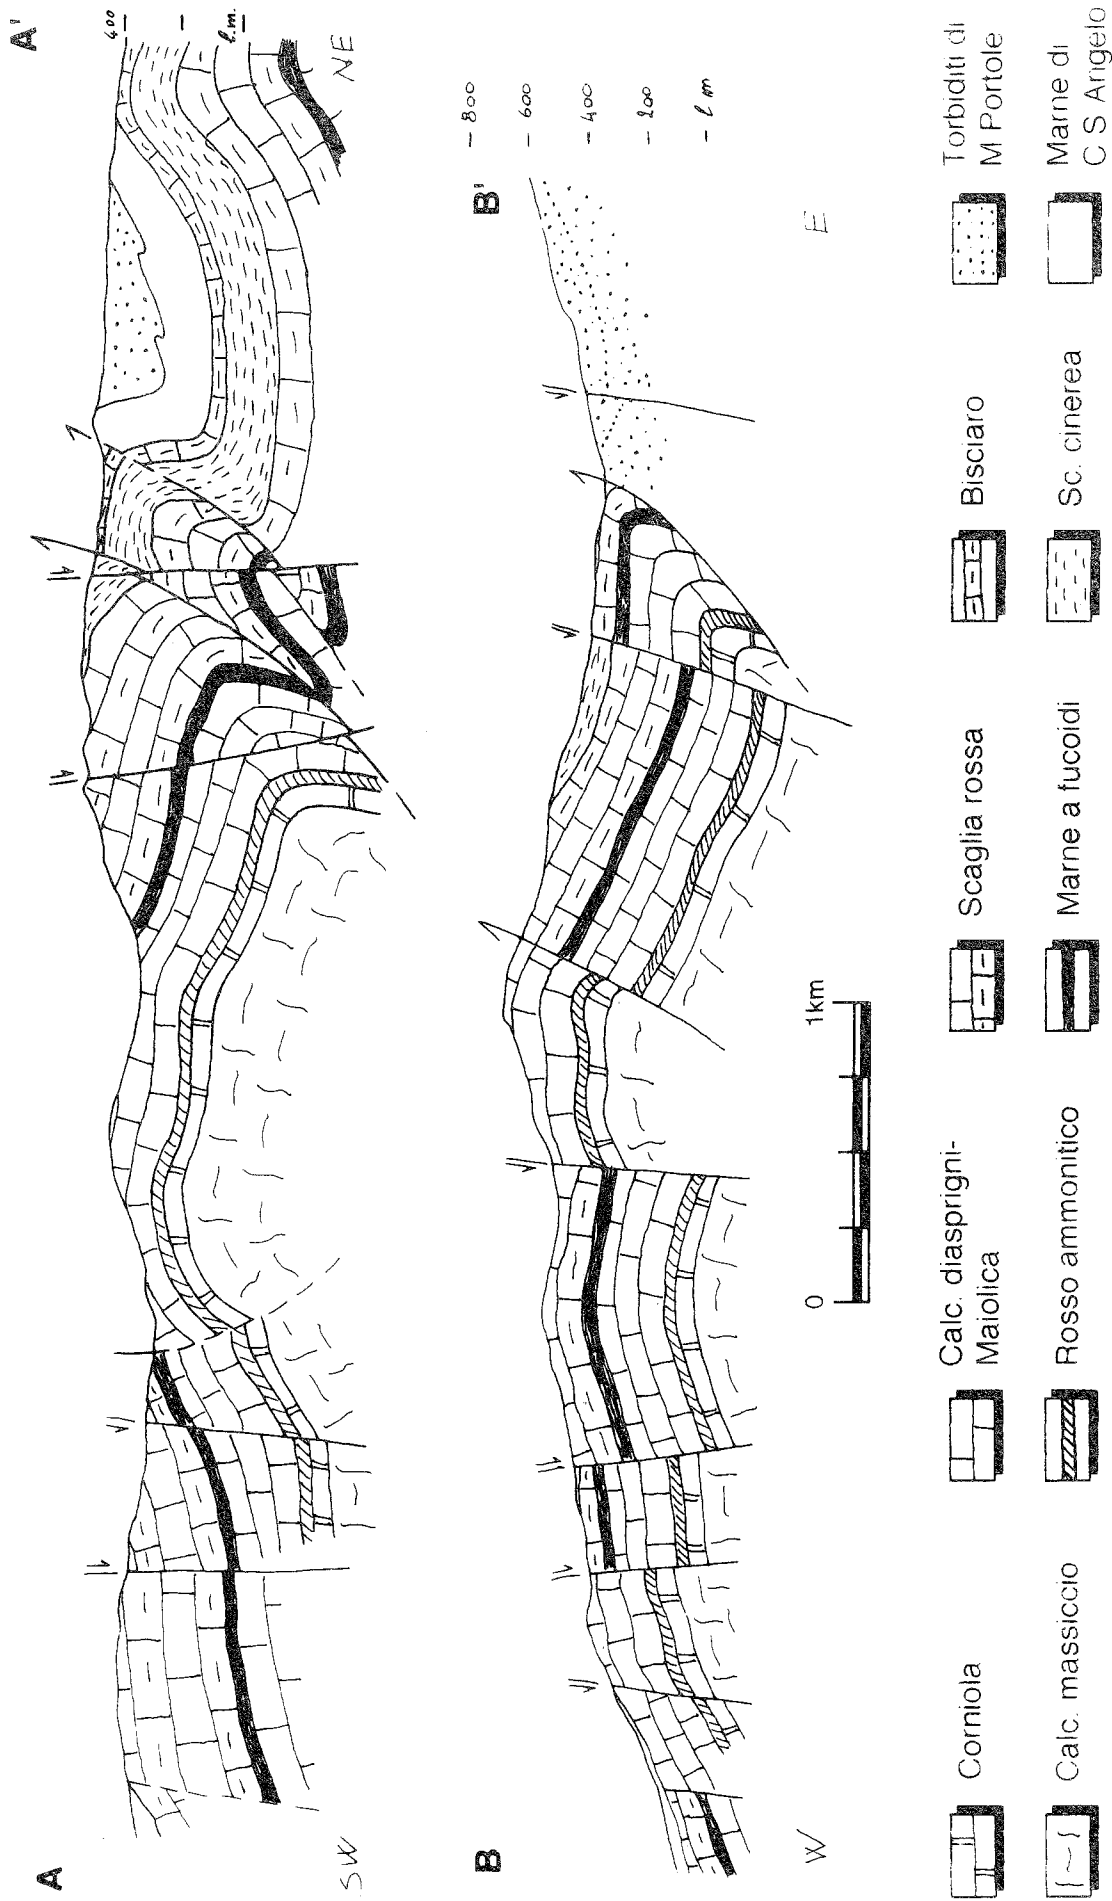 A
A'
400
l.m.
SW
NE
B
B'
800
600
400
200
l m
W
E
0
1km
Corniola
Calc. diasprigni-
Maiolica
Scaglia rossa
Bisciaro
Torbiditi di
M Portole
Calc. massiccio
Rosso ammonitico
Marne a fucoidi
Sc. cinerea
Marne di
C S Angelo